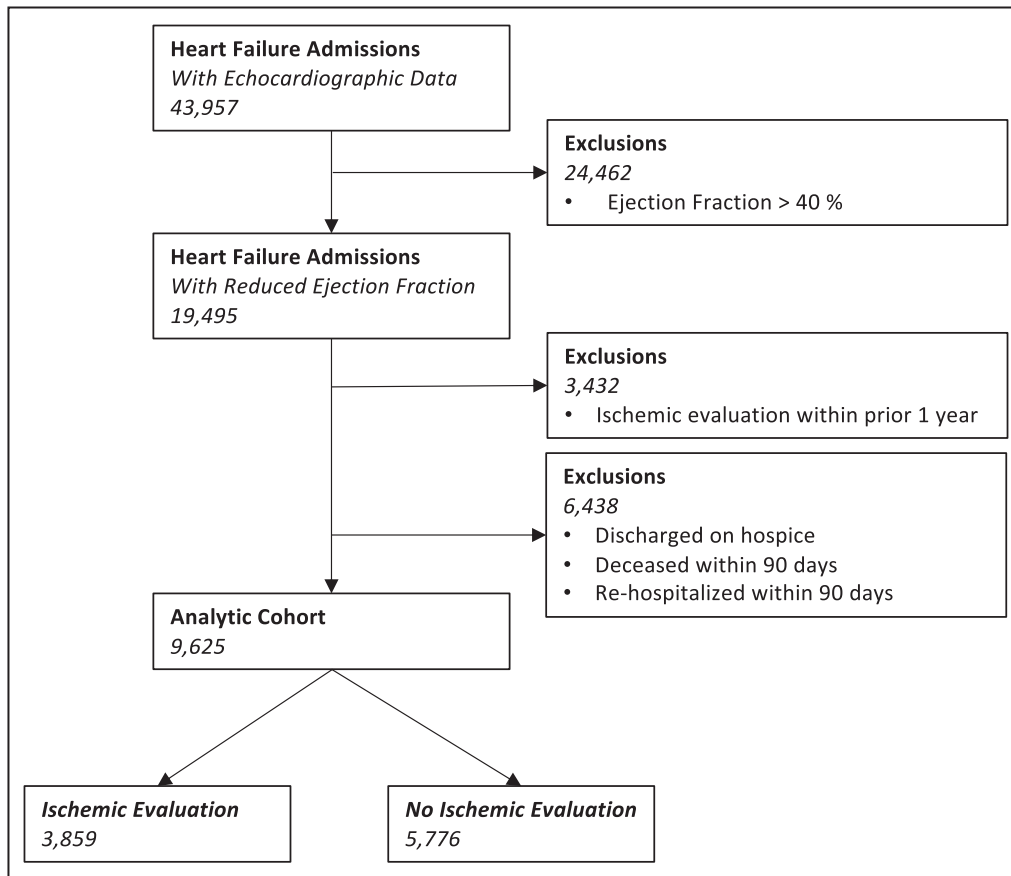 Heart Failure Admissions
With Echocardiographic Data
43,957
Exclusions
24,462
• Ejection Fraction > 40 %
Heart Failure Admissions
With Reduced Ejection Fraction
19,495
Exclusions
3,432
• Ischemic evaluation within prior 1 year
Exclusions
6,438
• Discharged on hospice
• Deceased within 90 days
• Re-hospitalized within 90 days
Analytic Cohort
9,625
Ischemic Evaluation
3,859
No Ischemic Evaluation
5,776